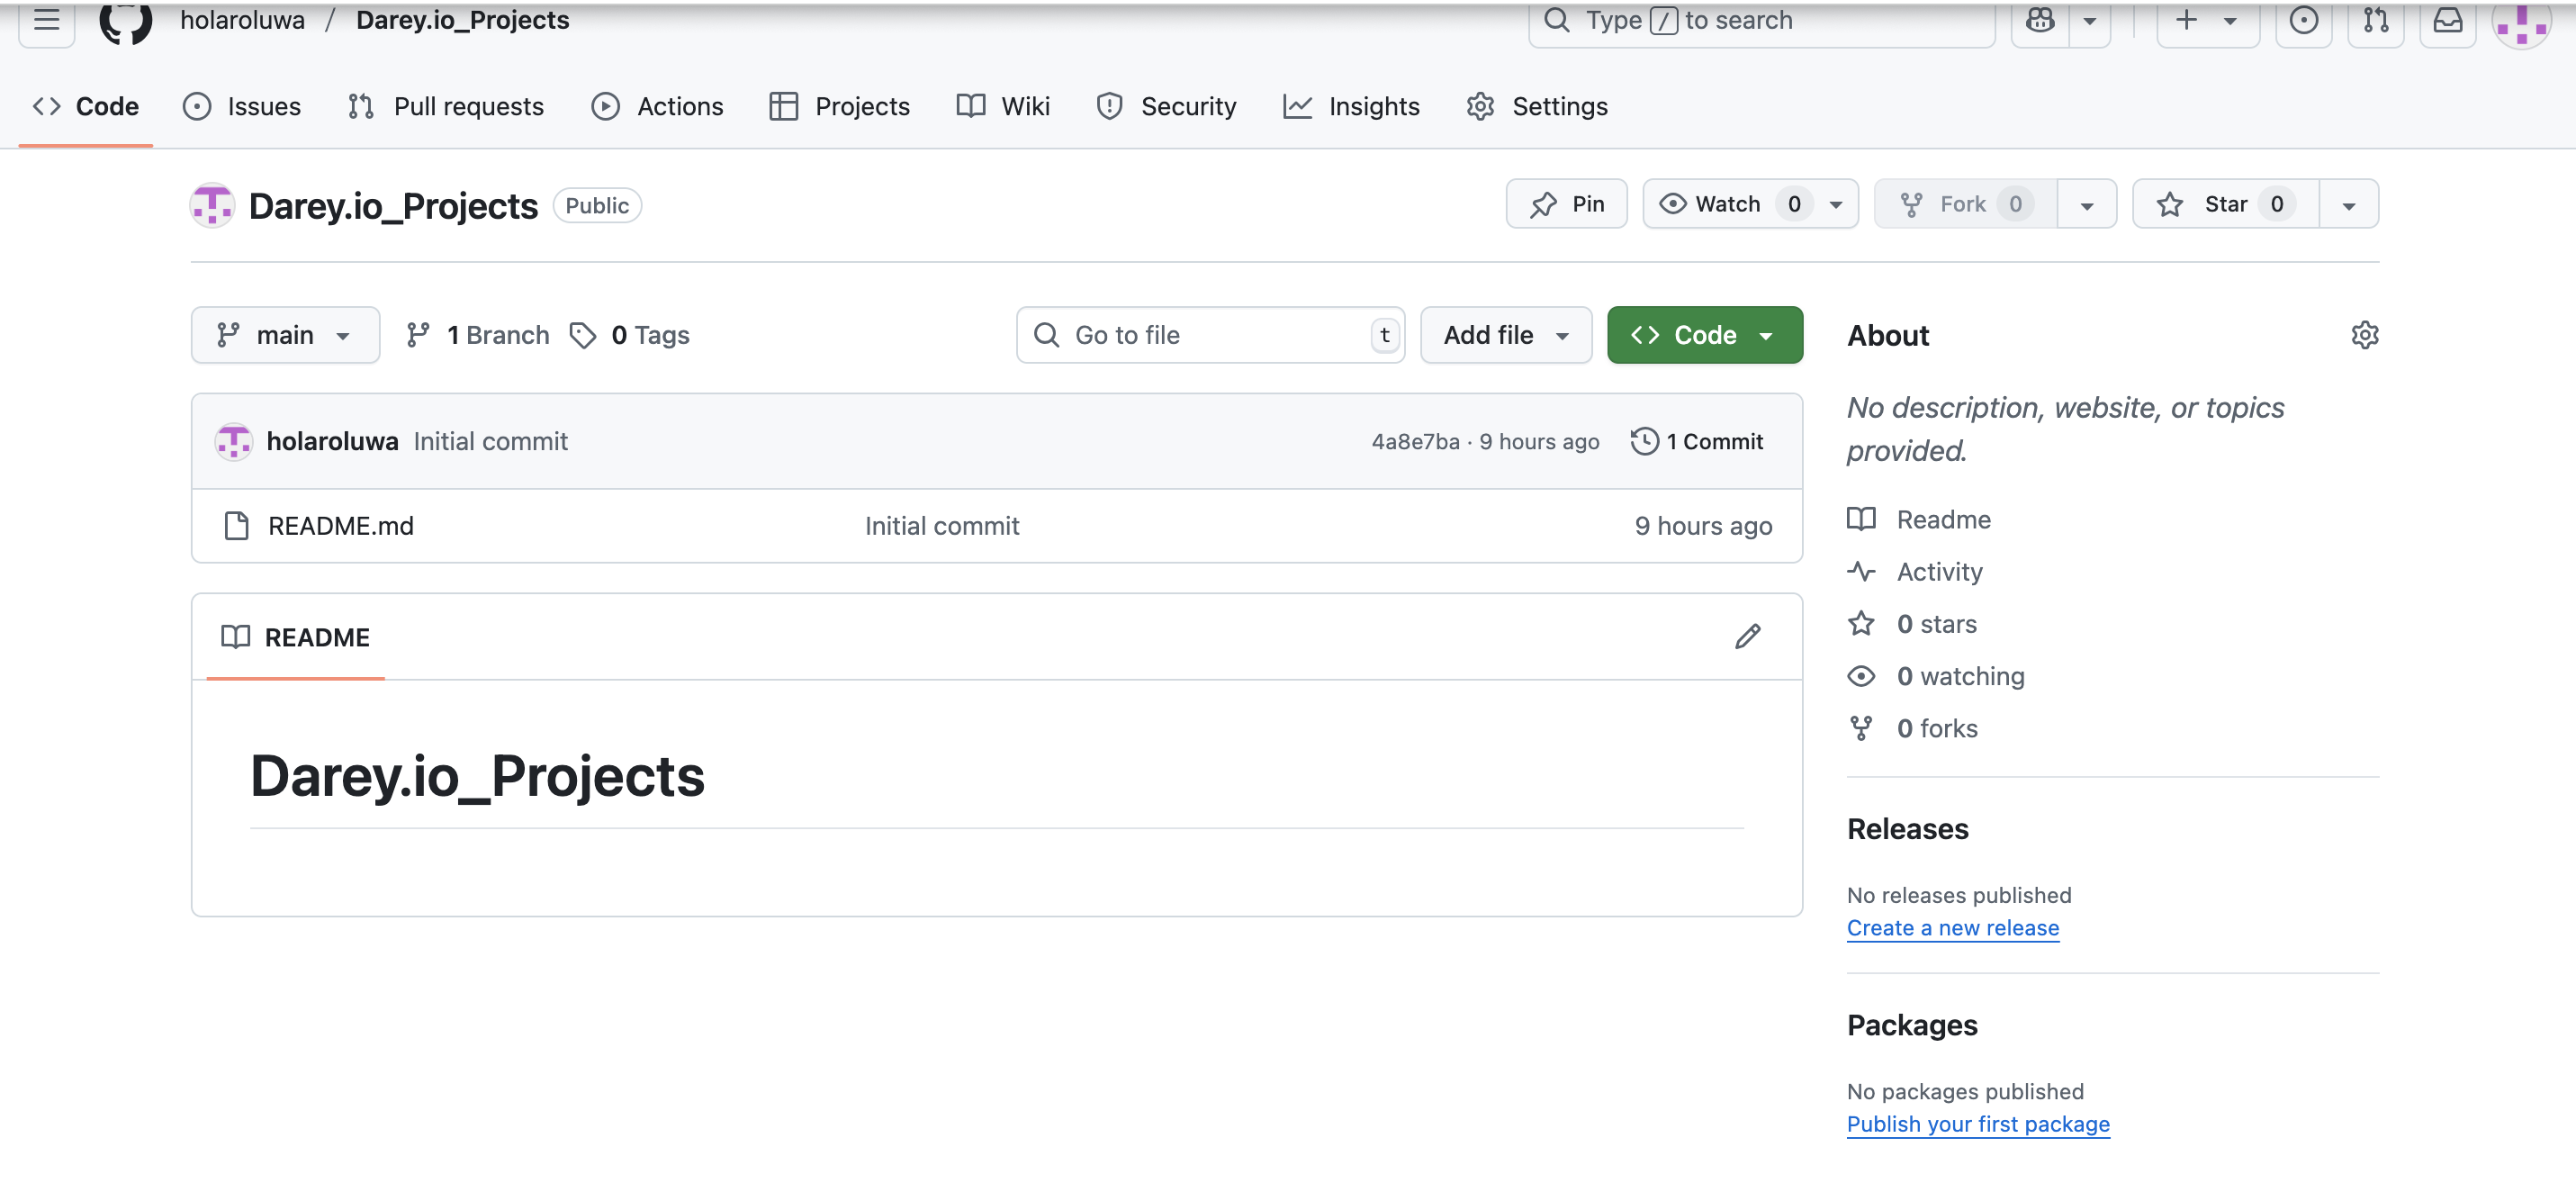 holaroluwa / Darey.io_Projects
Type / to search
Code Issues Pull requests Actions Projects Wiki Security Insights Settings
Darey.io_Projects Public
Pin Watch 0 Fork 0 Star 0
main 1 Branch 0 Tags
Go to file t Add file Code
holaroluwa Initial commit 4a8e7ba · 9 hours ago 1 Commit
README.md Initial commit 9 hours ago
README
Darey.io_Projects
About
No description, website, or topics
provided.
Readme
Activity
0 stars
0 watching
0 forks
Releases
No releases published
Create a new release
Packages
No packages published
Publish your first package